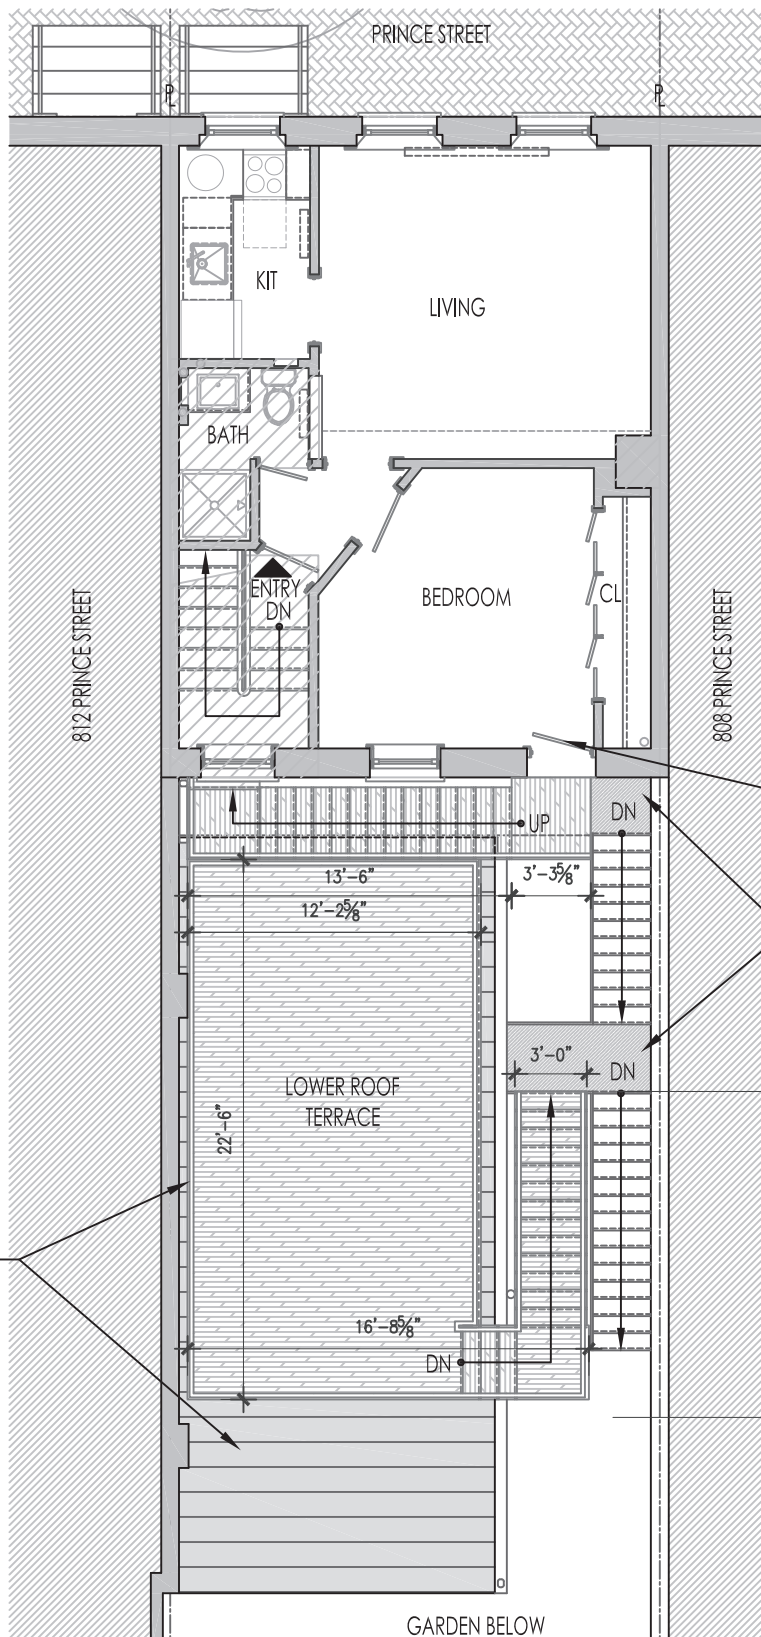 PRINCE STREET
PL
PL
KIT
LIVING
BATH
ENTRY
DN
BEDROOM
CL
812 PRINCE STREET
808 PRINCE STREET
UP
DN
13'-6"
3'-3⅝"
12'-2⅝"
3'-0"
DN
LOWER ROOF
TERRACE
22'-6"
16'-8⅝"
DN
GARDEN BELOW